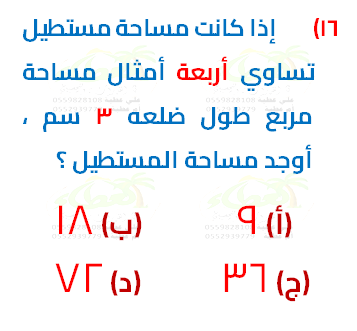 ١٦) إذا كانت مساحة مستطيل
تساوي أربعة أمثال مساحة
مربع طول ضلعه ٣ سم ،
أوجد مساحة المستطيل ؟
(أ) ٩ (ب) ١٨
(ج) ٣٦ (د) ٧٢